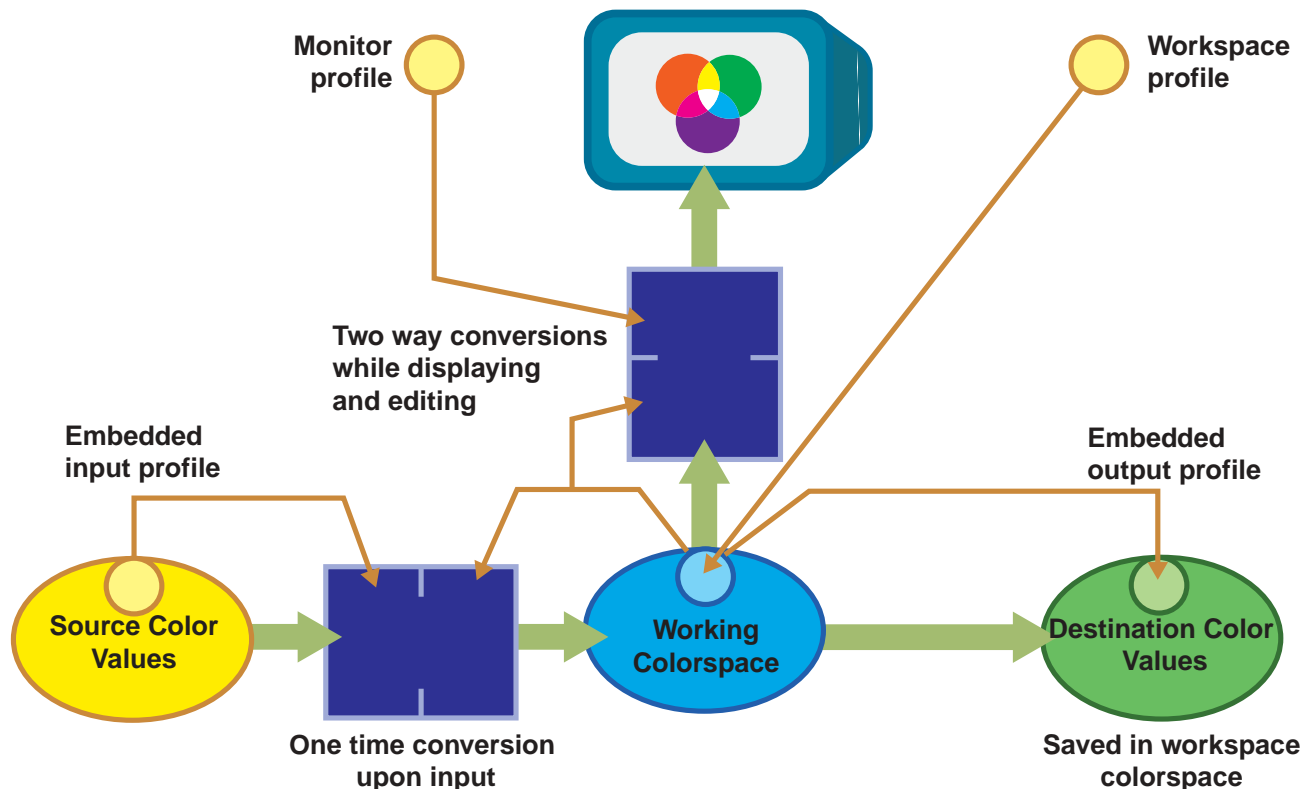 Monitor
profile
Workspace
profile
Two way conversions
while displaying
and editing
Embedded
input profile
Embedded
output profile
Source Color
Values
Working
Colorspace
Destination Color
Values
One time conversion
upon input
Saved in workspace
colorspace